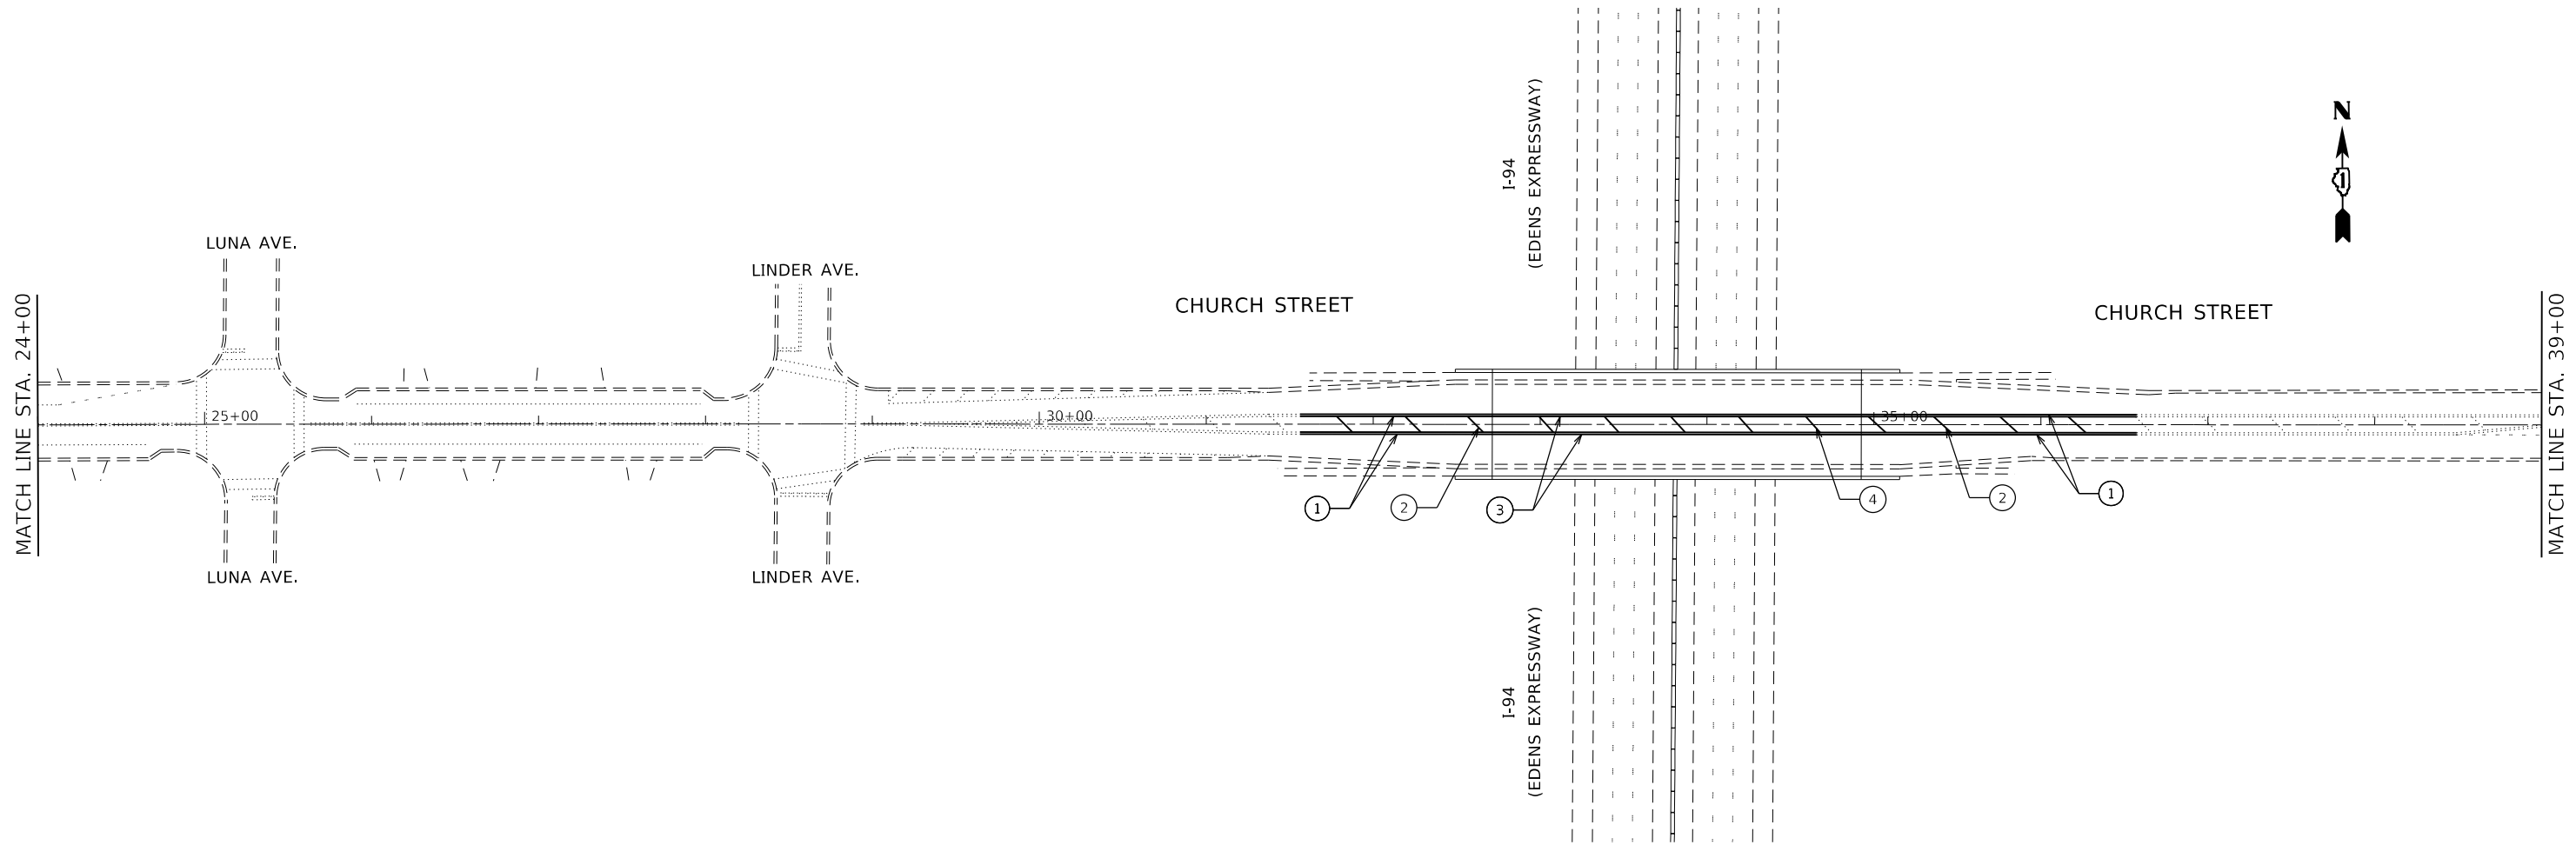 N
1
I-94
(EDENS EXPRESSWAY)
LUNA AVE.
LINDER AVE.
CHURCH STREET
CHURCH STREET
MATCH LINE STA. 24+00
MATCH LINE STA. 39+00
25+00
30+00
35+00
1
2
3
4
2
1
LUNA AVE.
LINDER AVE.
I-94
(EDENS EXPRESSWAY)